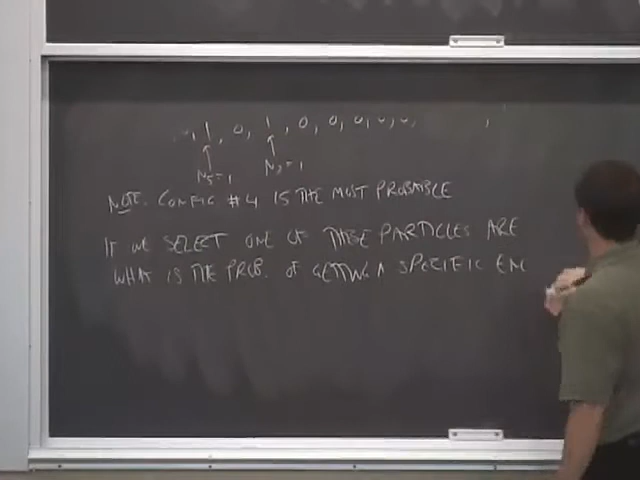 1, 0, 1, 0, 0, 0, 0, 0,
N₅=1 N₇=1
NOTE. CONFIG #4 IS THE MOST PROBABLE
IF WE SELECT ONE OF THESE PARTICLES ARE
WHAT IS THE PROB. OF GETTING A SPECIFIC EN